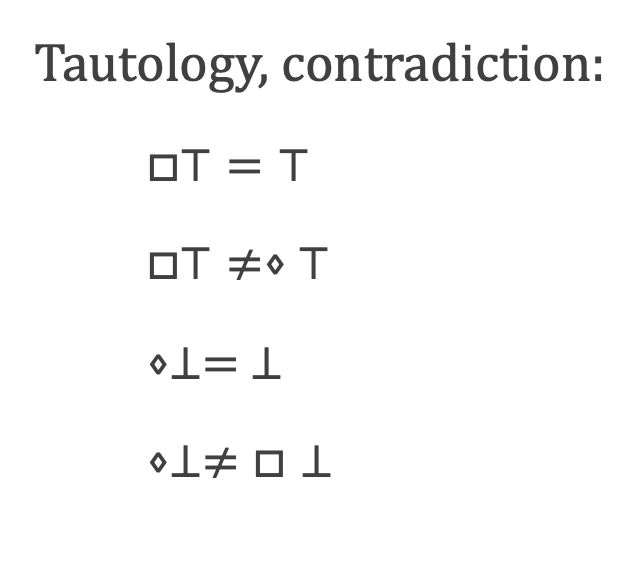 Tautology, contradiction:
□⊤ = ⊤
□⊤ ≠⋄ ⊤
⋄⊥= ⊥
⋄⊥≠ □ ⊥